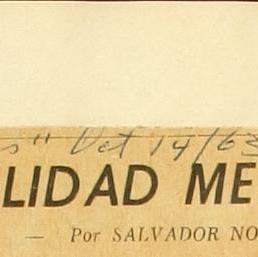 s" Oct 14/63
LIDAD ME
— Por SALVADOR NO